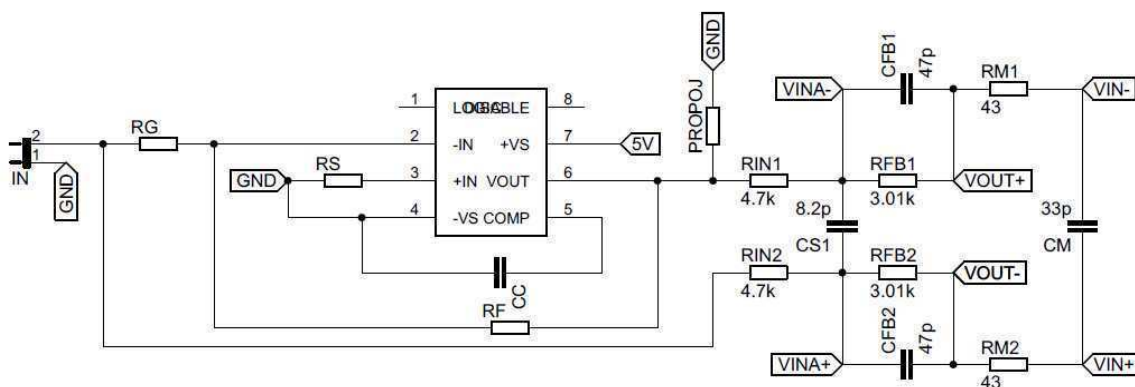 IN
2
1
GND
RG
GND
RS
1
2
3
4
LOGIC
DISABLE
-IN
+VS
+IN
VOUT
-VS
COMP
8
7
6
5
5V
CC
RF
GND
PROPOJ
RIN1
4.7k
RIN2
4.7k
8.2p
CS1
VINA-
CFB1
47p
RFB1
3.01k
VOUT+
RM1
43
VIN-
33p
CM
RFB2
3.01k
VOUT-
VINA+
CFB2
47p
RM2
43
VIN+